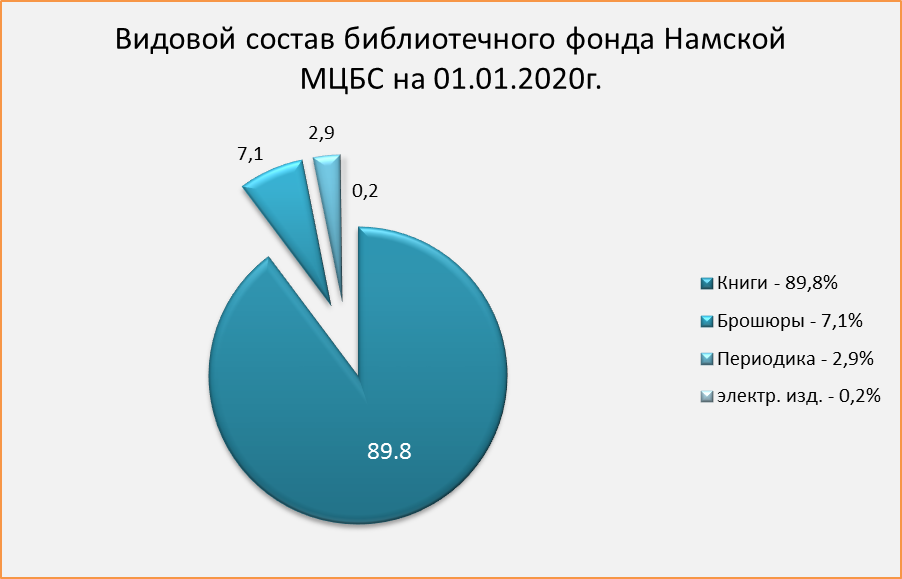 Видовой состав библиотечного фонда Намской
МЦБС на 01.01.2020г.
2,9
7,1
0,2
89.8
Книги - 89,8%
Брошюры - 7,1%
Периодика - 2,9%
электр. изд. - 0,2%